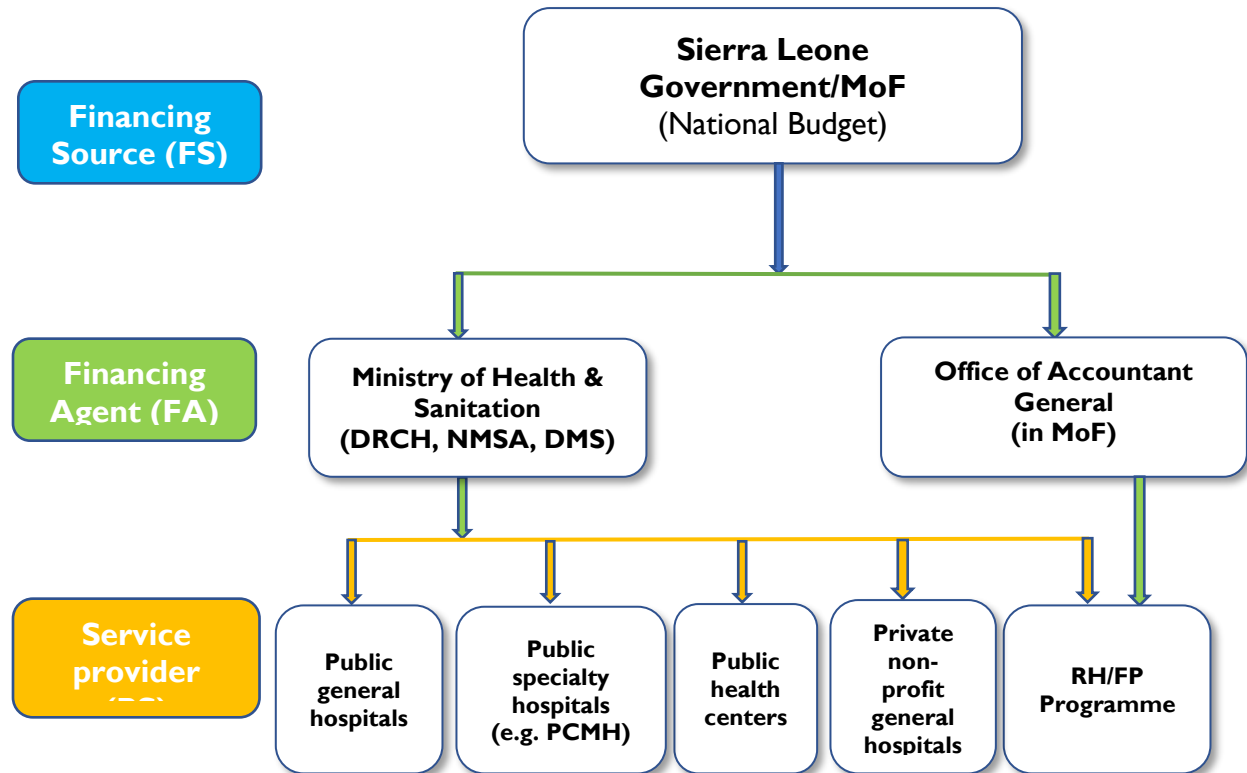 Sierra Leone
Government/MoF
(National Budget)
Financing
Source (FS)
Financing
Agent (FA)
Ministry of Health &
Sanitation
(DRCH, NMSA, DMS)
Office of Accountant
General
(in MoF)
Service
provider
Public
general
hospitals
Public
specialty
hospitals
(e.g. PCMH)
Public
health
centers
Private
non-
profit
general
hospitals
RH/FP
Programme